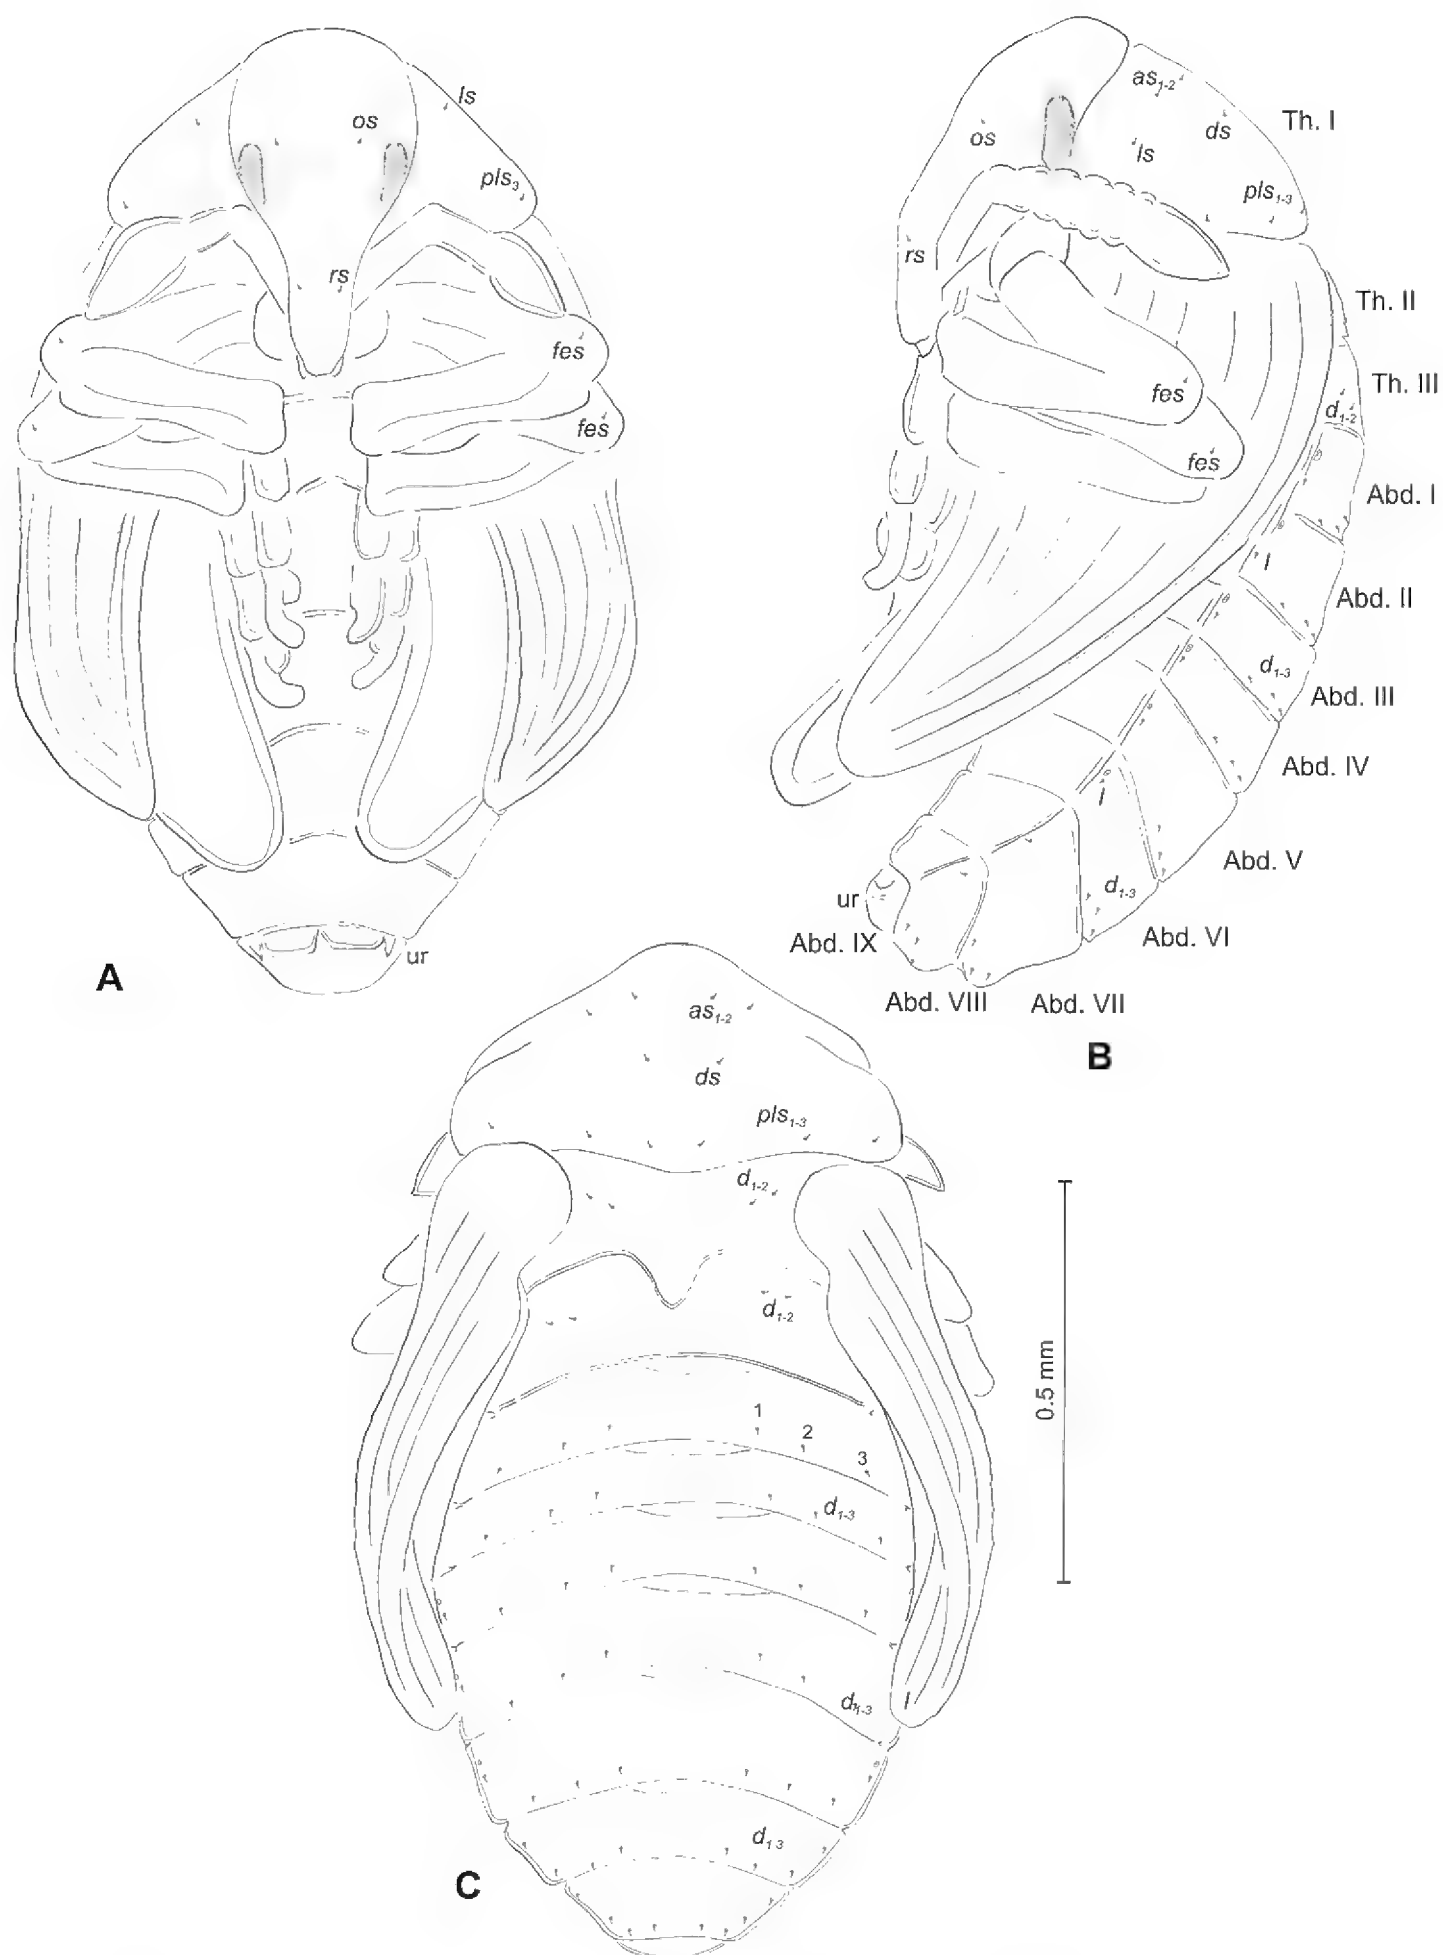 ls
os
pls₃
rs
fes
fes
ur
A
as₁₋₂
os
ds
Th. I
ls
pls₁₋₃
rs
Th. II
fes
Th. III
d₁₋₂
fes
Abd. I
l
Abd. II
d₁₋₃
Abd. III
Abd. IV
l
Abd. V
d₁₋₃
ur
Abd. IX
Abd. VI
Abd. VIII
Abd. VII
B
as₁₋₂
ds
pls₁₋₃
d₁₋₂
d₁₋₂
0.5 mm
1
2
3
d₁₋₃
d₁₋₃
l
d₁₋₃
C